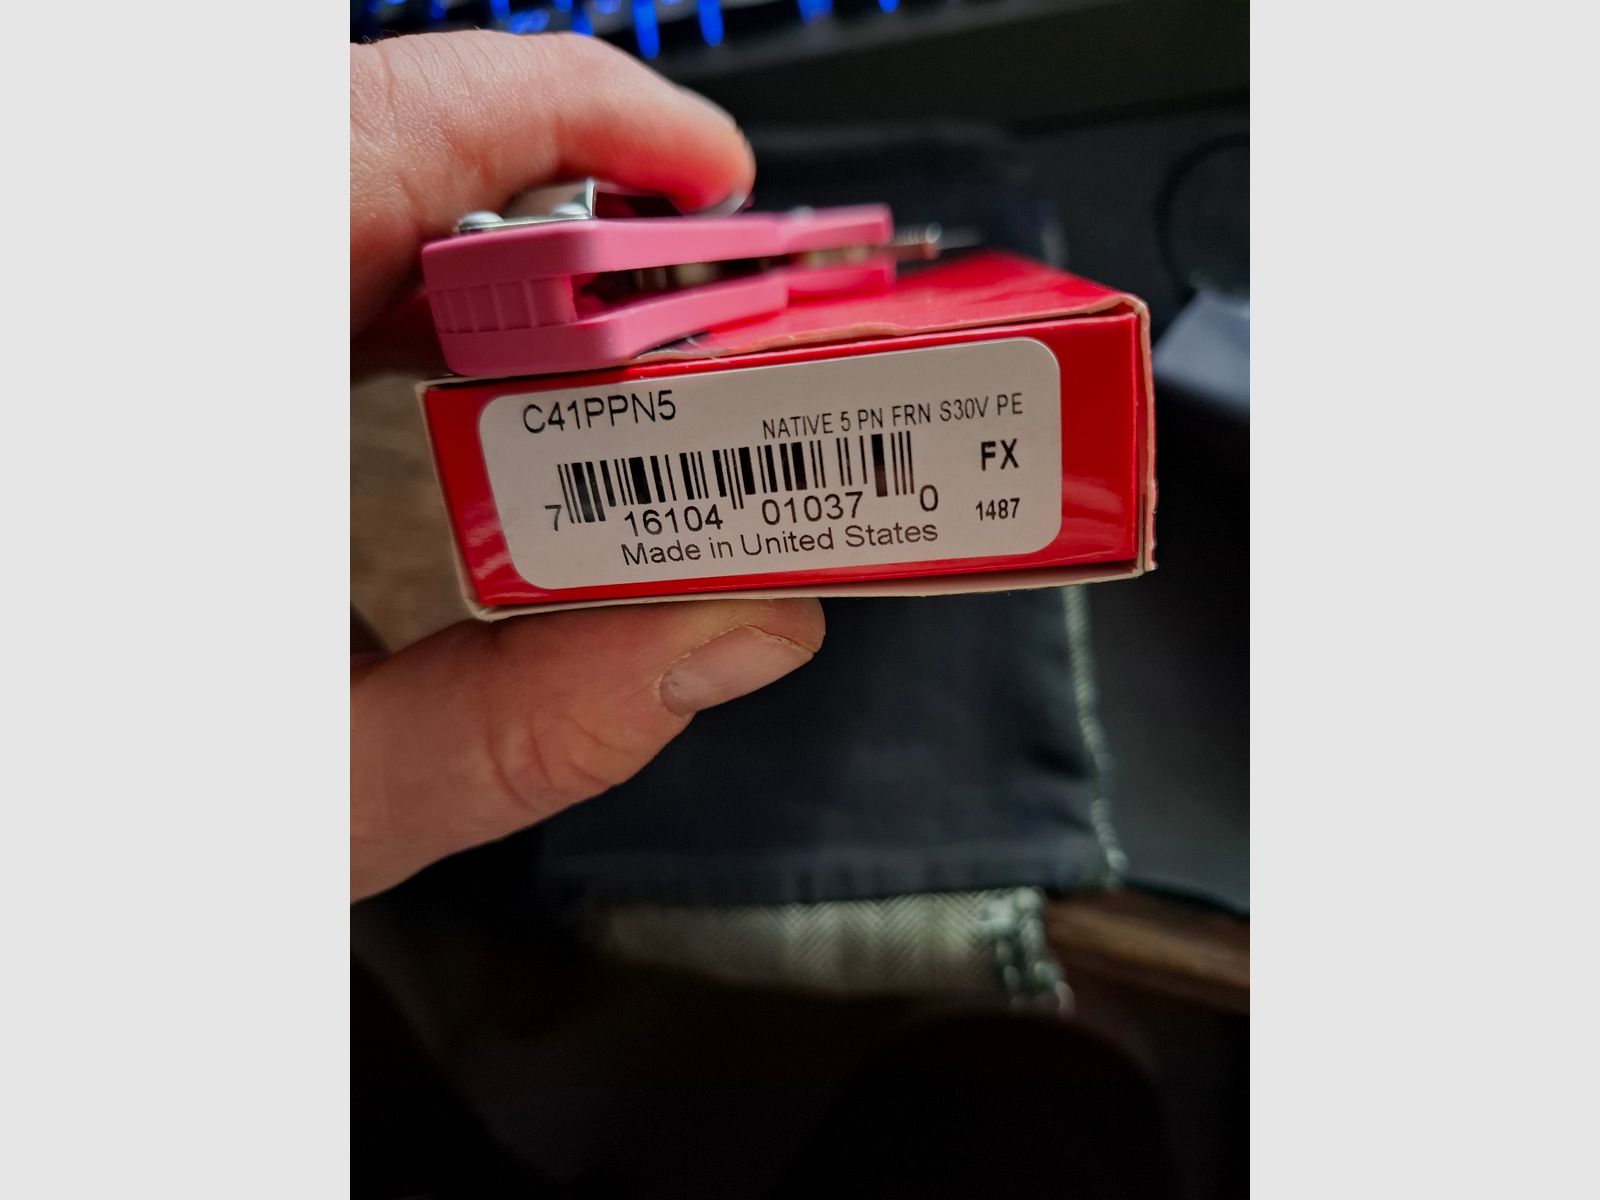 C41PPN5
NATIVE 5 PN FRN S30V PE
FX
7 16104 01037 0
1487
Made in United States